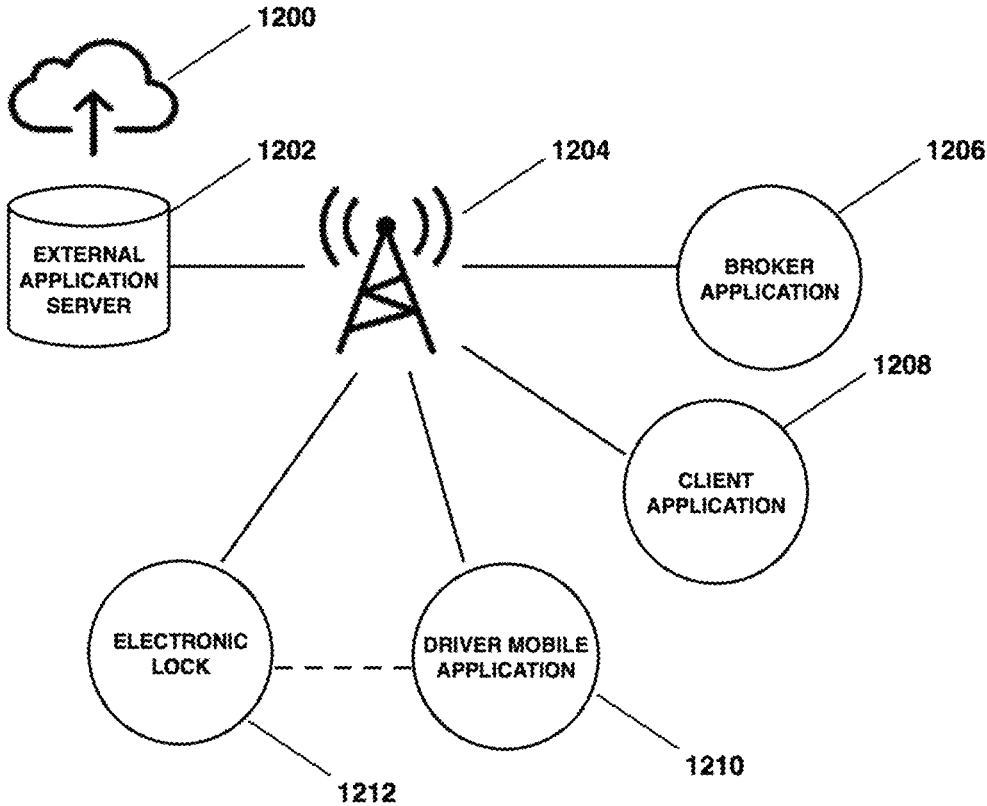 1200
1202
1204
1206
EXTERNAL
APPLICATION
SERVER
BROKER
APPLICATION
1208
CLIENT
APPLICATION
ELECTRONIC
LOCK
DRIVER MOBILE
APPLICATION
1210
1212